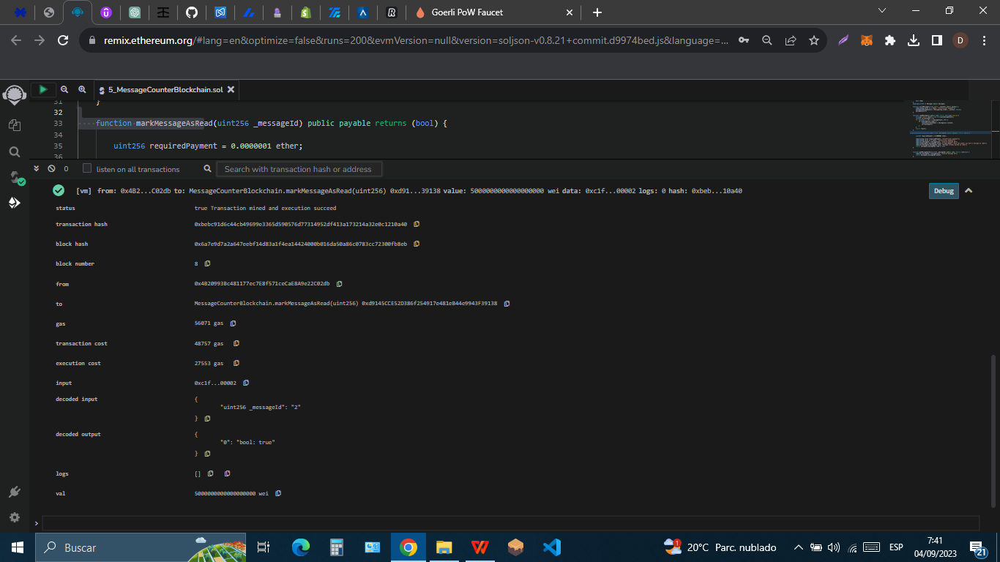 Goerli PoW Faucet
remix.ethereum.org/#lang=en&optimize=false&runs=200&evmVersion=null&version=soljson-v0.8.21+commit.d9974bed.js&language=...
D
5_MessageCounterBlockchain.sol
31 }
32
33 function markMessageAsRead(uint256 _messageId) public payable returns (bool) {
34
35 uint256 requiredPayment = 0.0000001 ether;
36
0 listen on all transactions Search with transaction hash or address
[vm] from: 0x4B2...C02db to: MessageCounterBlockchain.markMessageAsRead(uint256) 0xd91...39138 value: 5000000000000000000 wei data: 0xc1f...00002 logs: 0 hash: 0xbeb...10a40 Debug
status true Transaction mined and execution succeed
transaction hash 0xbebc91d6c44cb49699e3365d590576d77314952df413a173214a32e0c1210a40
block hash 0x6a7e9d7a2a647eebf14d83a1f4ea14424000b016da50a86c0783cc72300fb8eb
block number 8
from 0x4B20993Bc481177ec7E8f571ceCaE8A9e22C02db
to MessageCounterBlockchain.markMessageAsRead(uint256) 0xd9145CCE52D386f254917e481eB44e9943F39138
gas 56071 gas
transaction cost 48757 gas
execution cost 27553 gas
input 0xc1f...00002
decoded input {
"uint256 _messageId": "2"
}
decoded output {
"0": "bool: true"
}
logs []
val 5000000000000000000 wei
>
Buscar
20°C Parc. nublado
ESP
7:41
04/09/2023
21